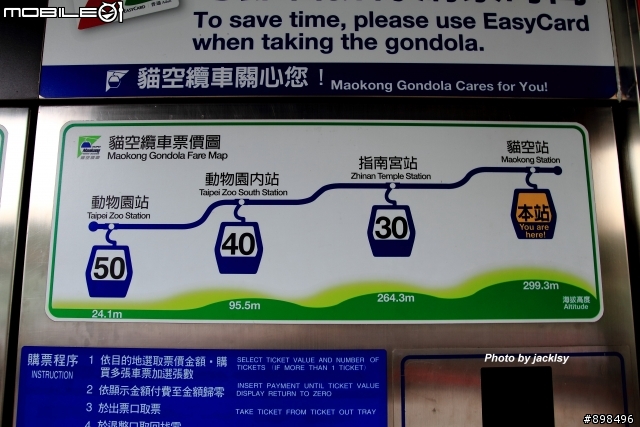 MOBILE01
EASYCARD
To save time, please use EasyCard
when taking the gondola.
貓空纜車關心您！ Maokong Gondola Cares for You!
貓空纜車票價圖
Maokong Gondola Fare Map
動物園站
Taipei Zoo Station
動物園內站
Taipei Zoo South Station
指南宮站
Zhinan Temple Station
貓空站
Maokong Station
50
40
30
本站
You are
here!
24.1m
95.5m
264.3m
299.3m
海拔高度
Altitude
購票程序
INSTRUCTION
1 依目的地選取票價金額・購
買多張車票加選張數
SELECT TICKET VALUE AND NUMBER OF
TICKETS (IF MORE THAN 1 TICKET)
2 依顯示金額付費至金額歸零
INSERT PAYMENT UNTIL TICKET VALUE
DISPLAY RETURN TO ZERO
3 於出票口取票
TAKE TICKET FROM TICKET OUT TRAY
Photo by jacklsy
#898496